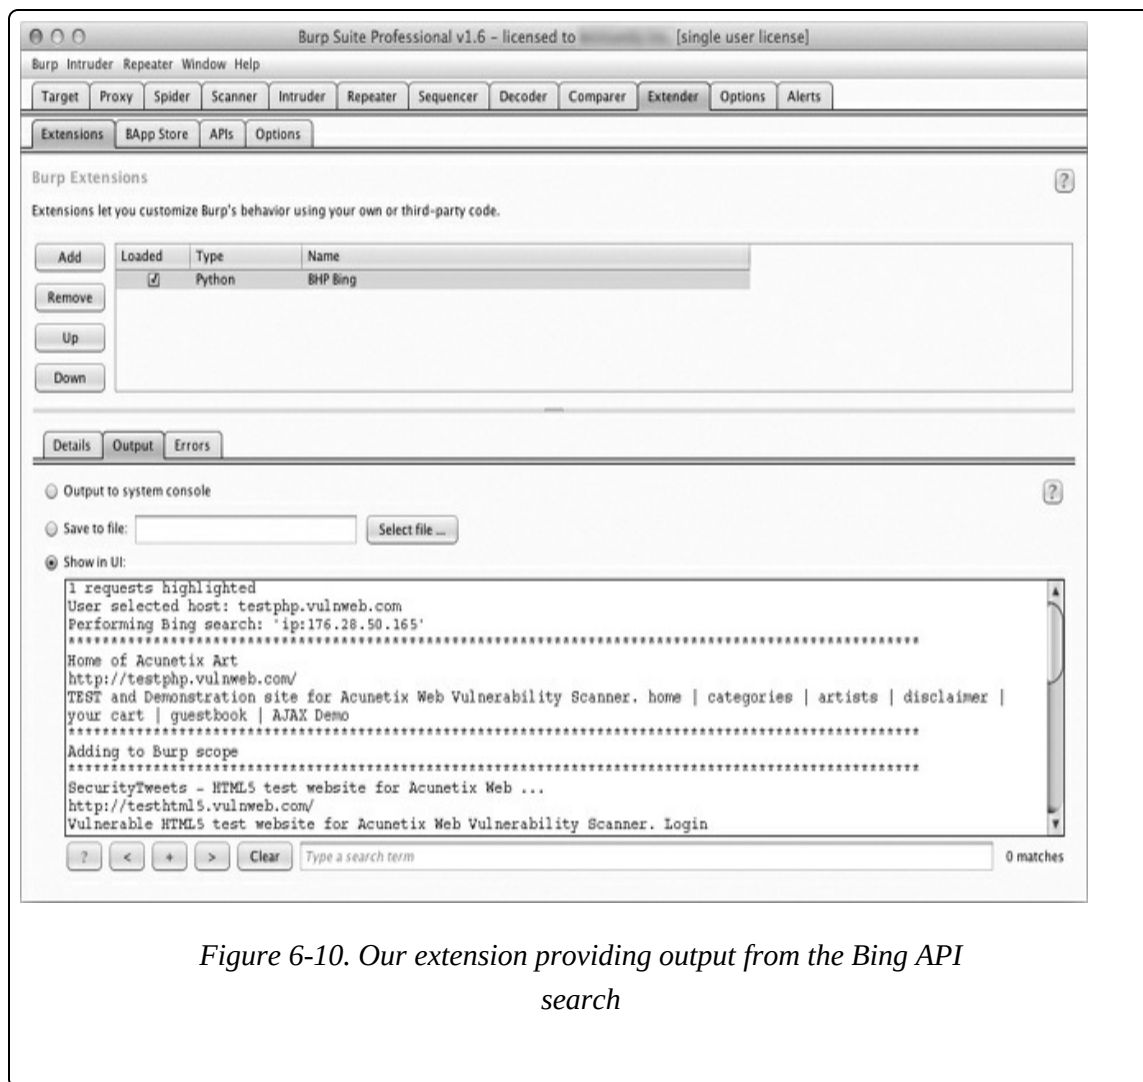 Burp Suite Professional v1.6 - licensed to [single user license]
Burp Intruder Repeater Window Help
Target Proxy Spider Scanner Intruder Repeater Sequencer Decoder Comparer Extender Options Alerts
Extensions BApp Store APIs Options
Burp Extensions
?
Extensions let you customize Burp's behavior using your own or third-party code.
Add
Loaded Type Name
Python BHP Bing
Remove
Up
Down
Details Output Errors
Output to system console
?
Save to file: Select file ...
Show in UI:
1 requests highlighted
User selected host: testphp.vulnweb.com
Performing Bing search: 'ip:176.28.50.165'
****************************************************************************************************
Home of Acunetix Art
http://testphp.vulnweb.com/
TEST and Demonstration site for Acunetix Web Vulnerability Scanner. home | categories | artists | disclaimer |
your cart | guestbook | AJAX Demo
****************************************************************************************************
Adding to Burp scope
****************************************************************************************************
SecurityTweets - HTML5 test website for Acunetix Web ...
http://testhtml5.vulnweb.com/
Vulnerable HTML5 test website for Acunetix Web Vulnerability Scanner. Login
? < + > Clear Type a search term 0 matches
Figure 6-10. Our extension providing output from the Bing API
search